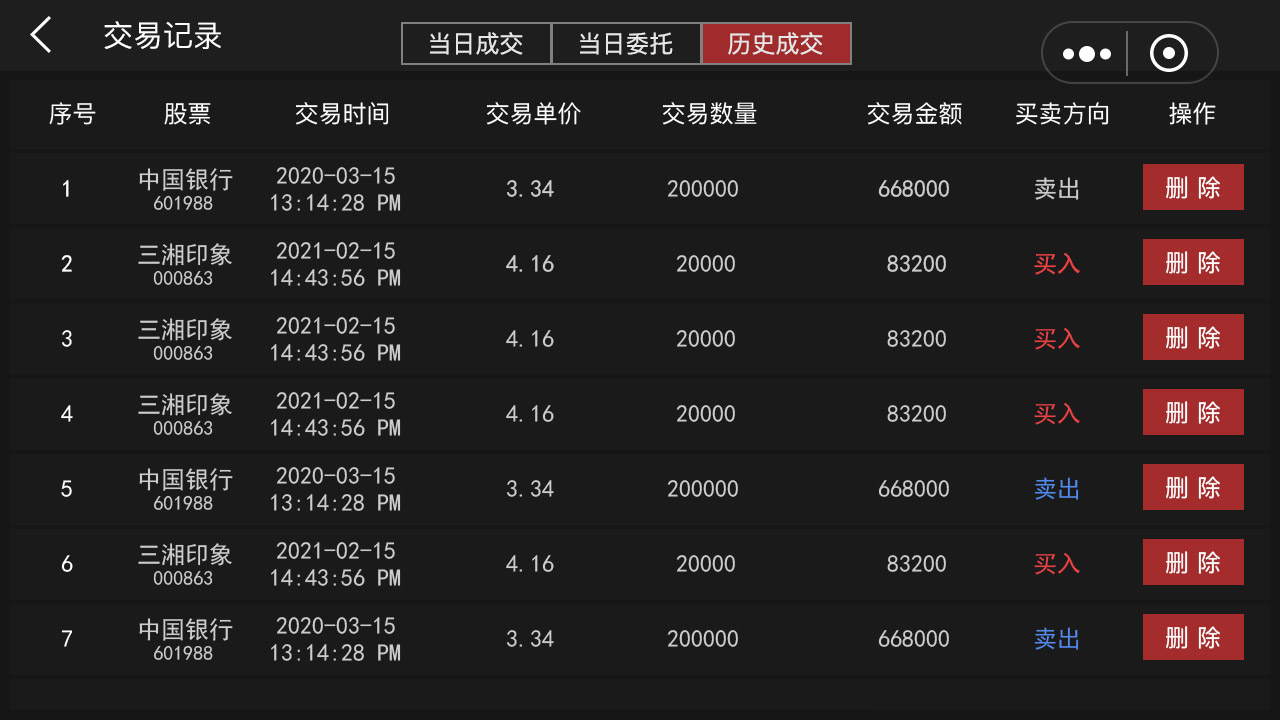 交易记录
当日成交 当日委托 历史成交
序号 股票 交易时间 交易单价 交易数量 交易金额 买卖方向 操作
1 中国银行 601988 2020-03-15 13:14:28 PM 3.34 200000 668000 卖出 删除
2 三湘印象 000863 2021-02-15 14:43:56 PM 4.16 20000 83200 买入 删除
3 三湘印象 000863 2021-02-15 14:43:56 PM 4.16 20000 83200 买入 删除
4 三湘印象 000863 2021-02-15 14:43:56 PM 4.16 20000 83200 买入 删除
5 中国银行 601988 2020-03-15 13:14:28 PM 3.34 200000 668000 卖出 删除
6 三湘印象 000863 2021-02-15 14:43:56 PM 4.16 20000 83200 买入 删除
7 中国银行 601988 2020-03-15 13:14:28 PM 3.34 200000 668000 卖出 删除